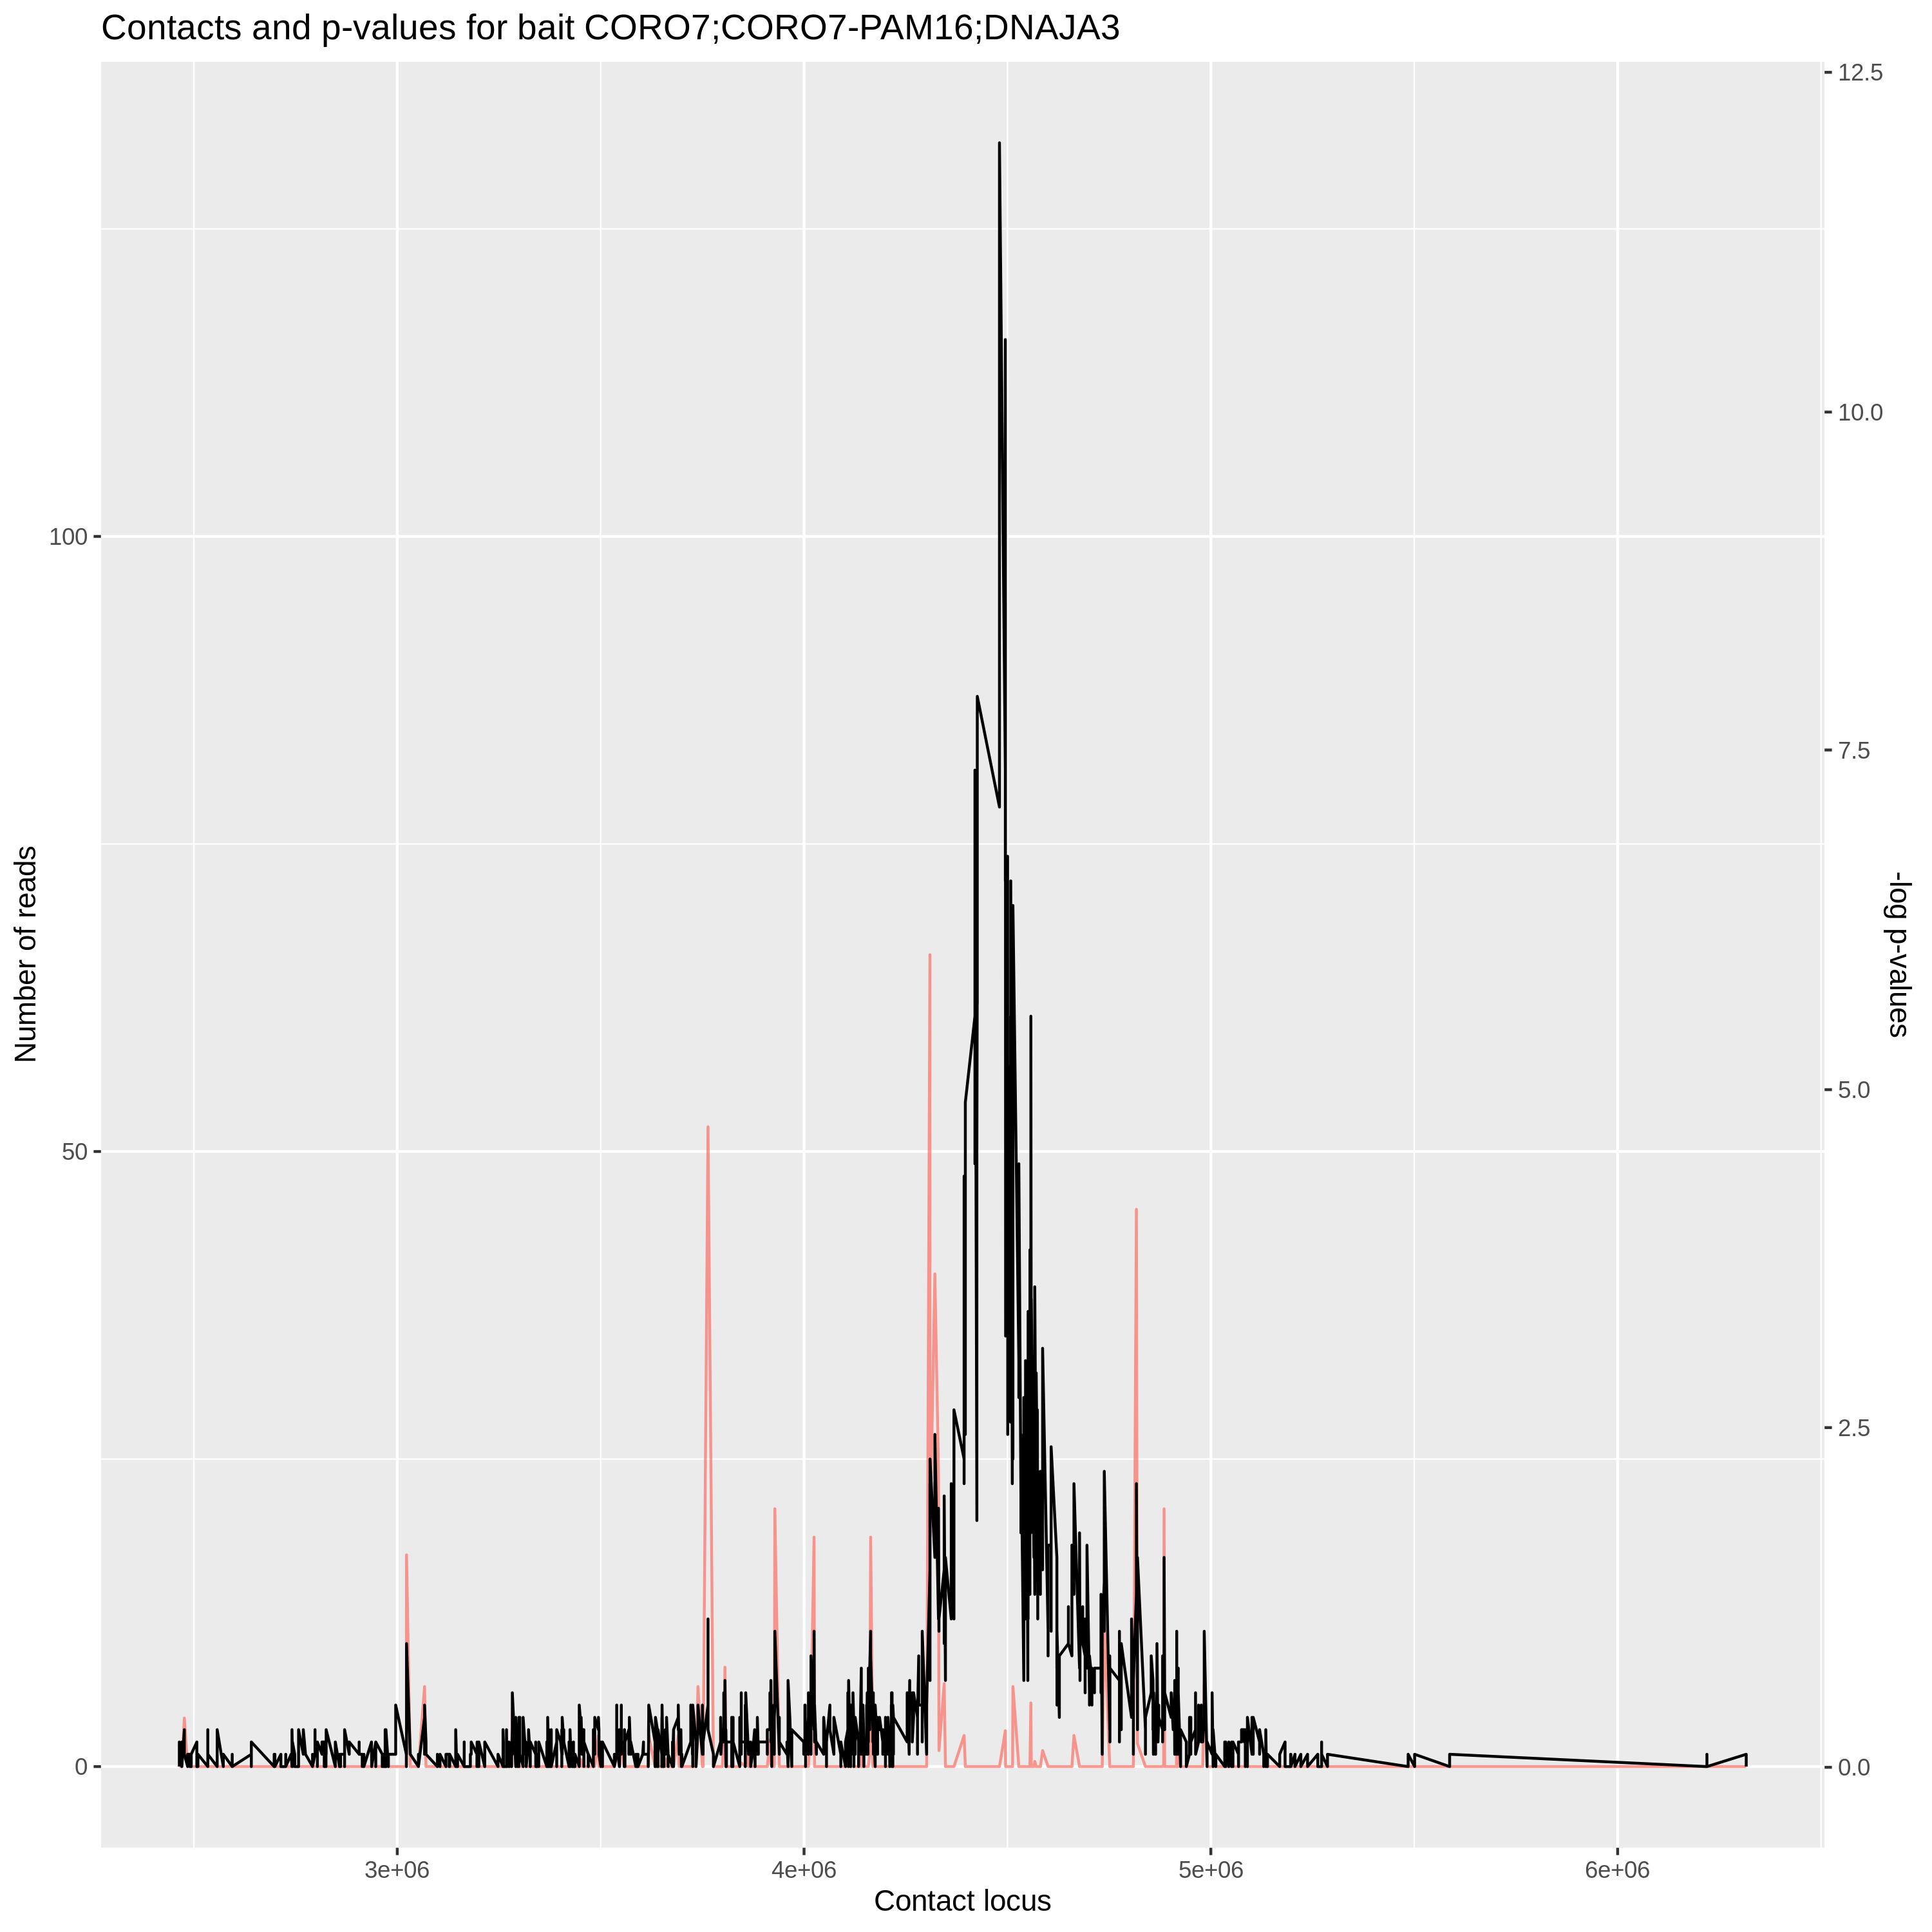 Contacts and p-values for bait CORO7;CORO7-PAM16;DNAJA3
12.5
10.0
100
7.5
Number of reads
-log p-values
5.0
50
2.5
0
0.0
3e+06
4e+06
5e+06
6e+06
Contact locus